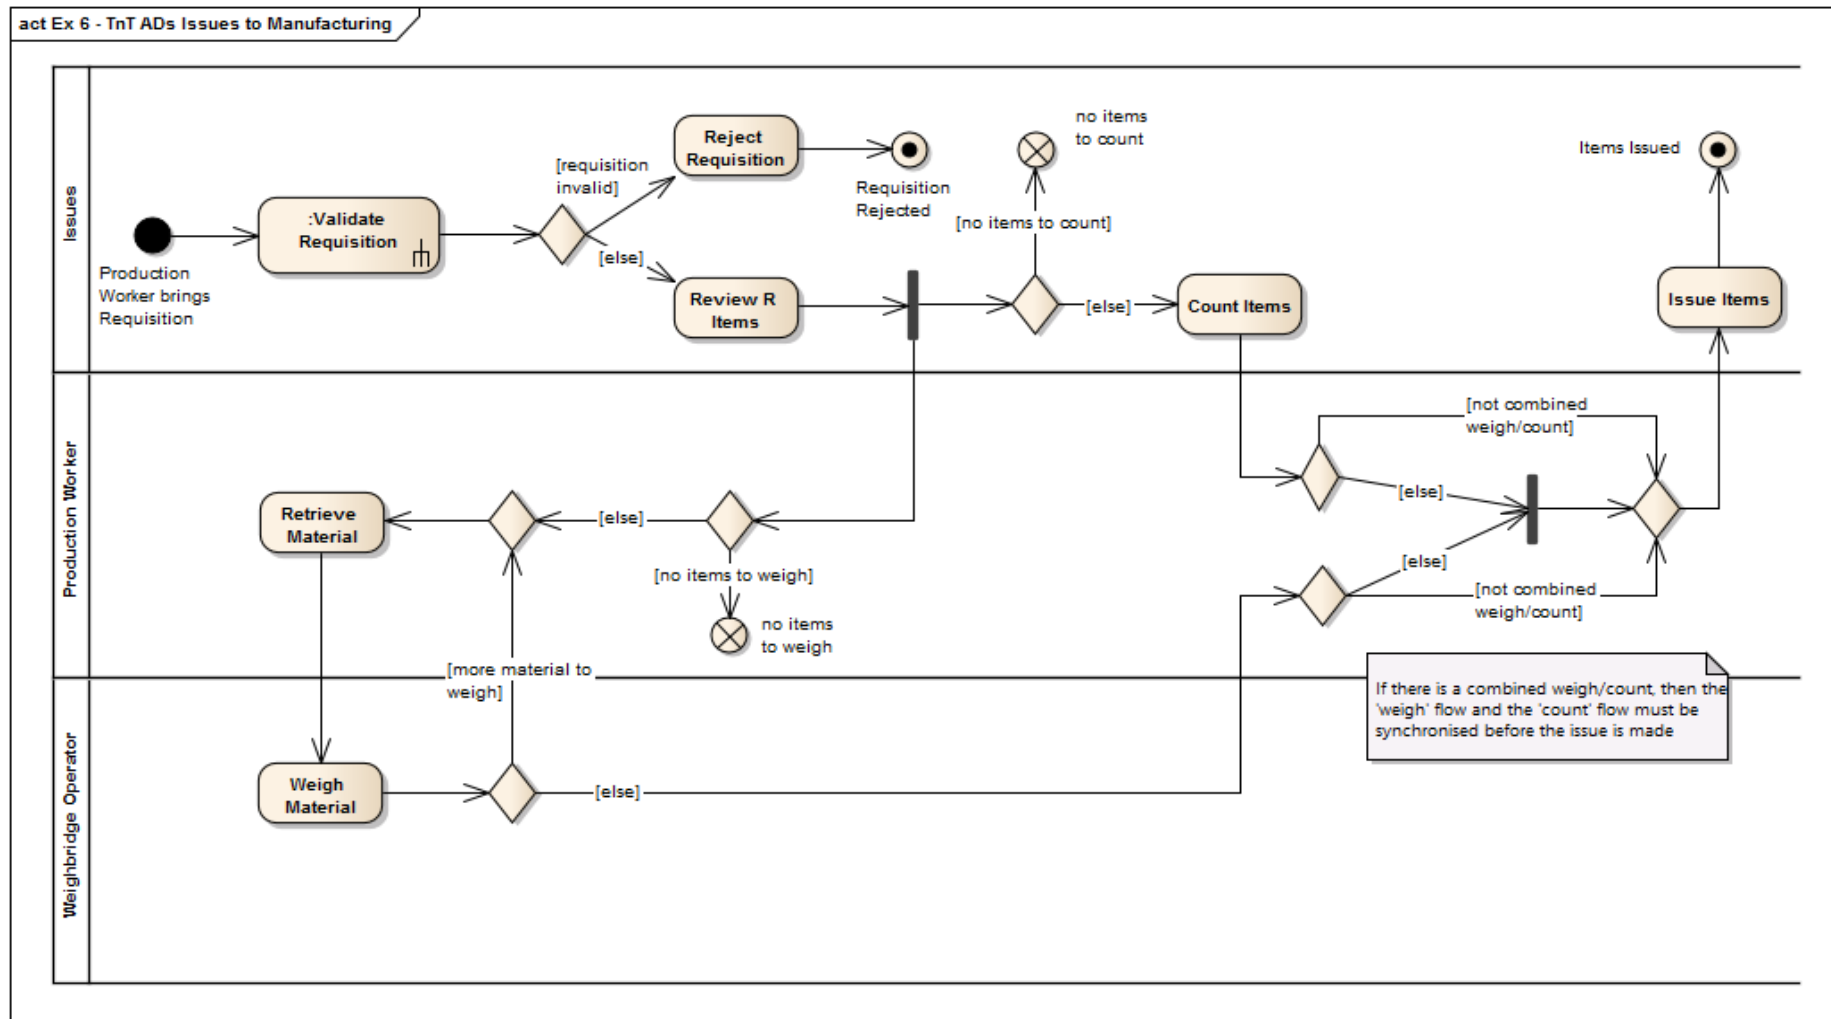 act Ex 6 - TnT ADs Issues to Manufacturing
Issues
Production
Worker brings
Requisition
:Validate
Requisition
[requisition
invalid]
[else]
Reject
Requisition
Requisition
Rejected
Review R
Items
no items
to count
[no items to count]
[else]
Count Items
Items Issued
Issue Items
Production Worker
Retrieve
Material
[else]
[no items to weigh]
no items
to weigh
[more material to
weigh]
[not combined
weigh/count]
[else]
[else]
[not combined
weigh/count]
Weighbridge Operator
Weigh
Material
[else]
If there is a combined weigh/count, then the
'weigh' flow and the 'count' flow must be
synchronised before the issue is made